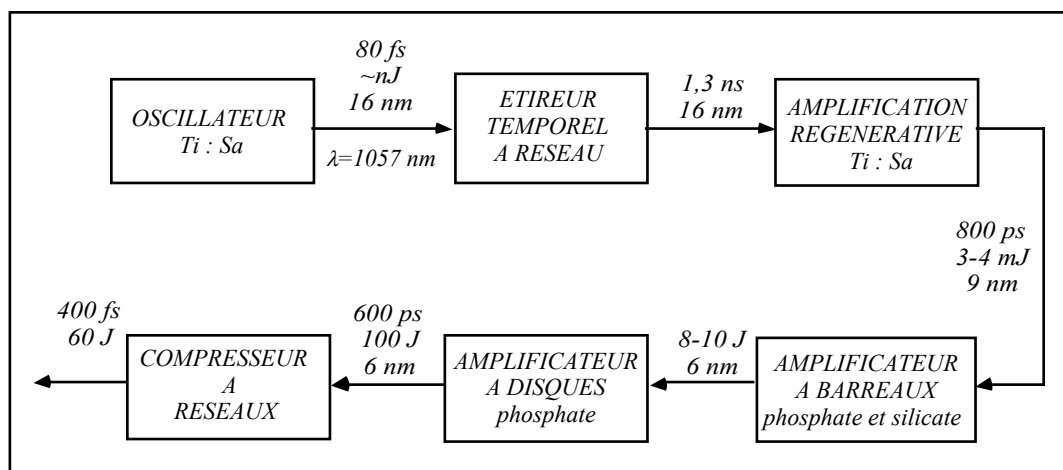 OSCILLATEUR
Ti : Sa
80 fs
~nJ
16 nm
λ=1057 nm
ETIREUR
TEMPOREL
A RESEAU
1,3 ns
16 nm
AMPLIFICATION
REGENERATIVE
Ti : Sa
800 ps
3-4 mJ
9 nm
AMPLIFICATEUR
A BARREAUX
phosphate et silicate
8-10 J
6 nm
AMPLIFICATEUR
A DISQUES
phosphate
600 ps
100 J
6 nm
COMPRESSEUR
A
RESEAUX
400 fs
60 J